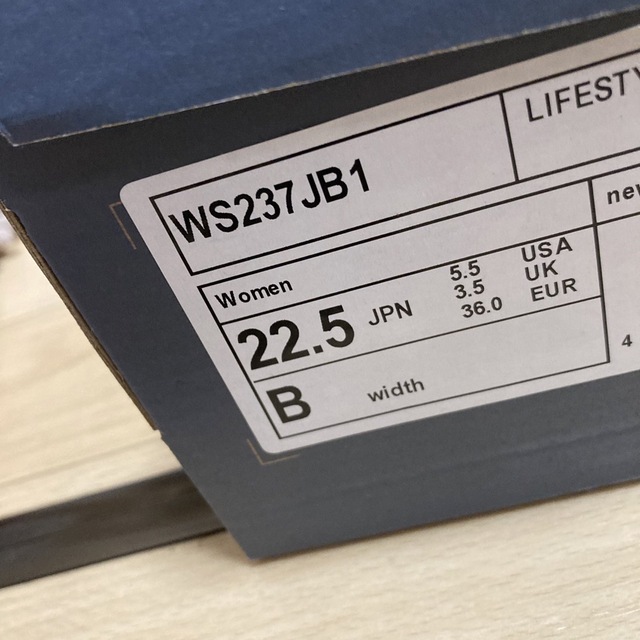 WS237JB1
LIFESTY
Women
22.5 JPN
5.5 USA
3.5 UK
36.0 EUR
B width
new
4